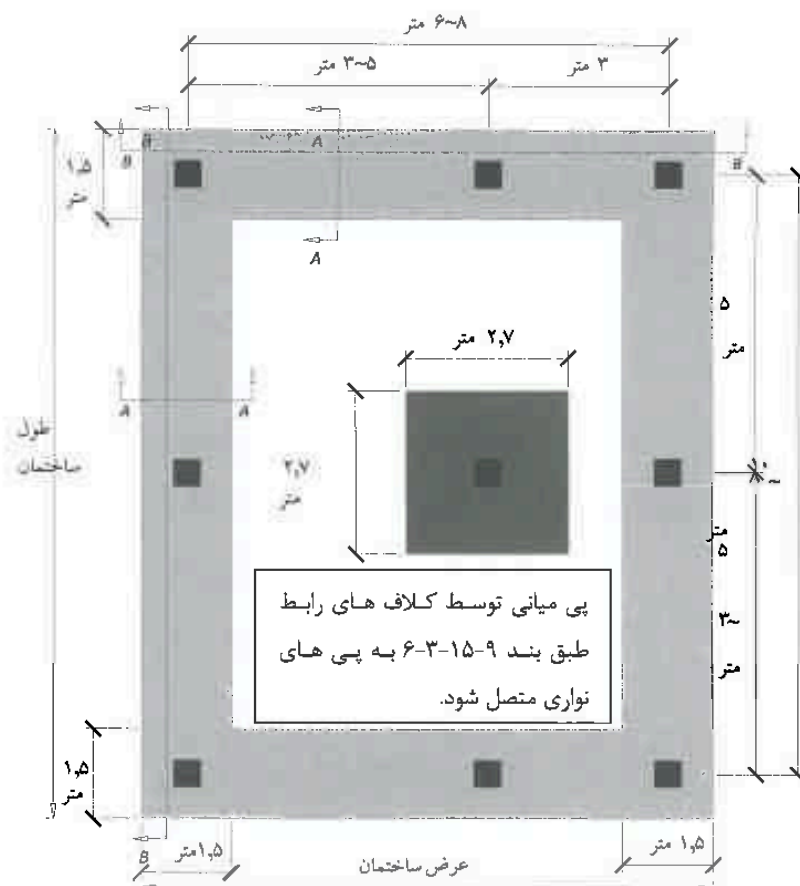 ۶~۸ متر
۳~۵ متر
۳ متر
A
B
B
B
۱,۵
متر
A
۵
متر
۲,۷ متر
A
A
طول
ساختمان
۲,۷
متر
متر
۵
~۳
متر
پی میانی توسط کلاف های رابط
طبق بند ۹-۱۵-۳-۶ به پی های
نواری متصل شود.
۱,۵
متر
B
۱,۵متر
عرض ساختمان
۱,۵ متر